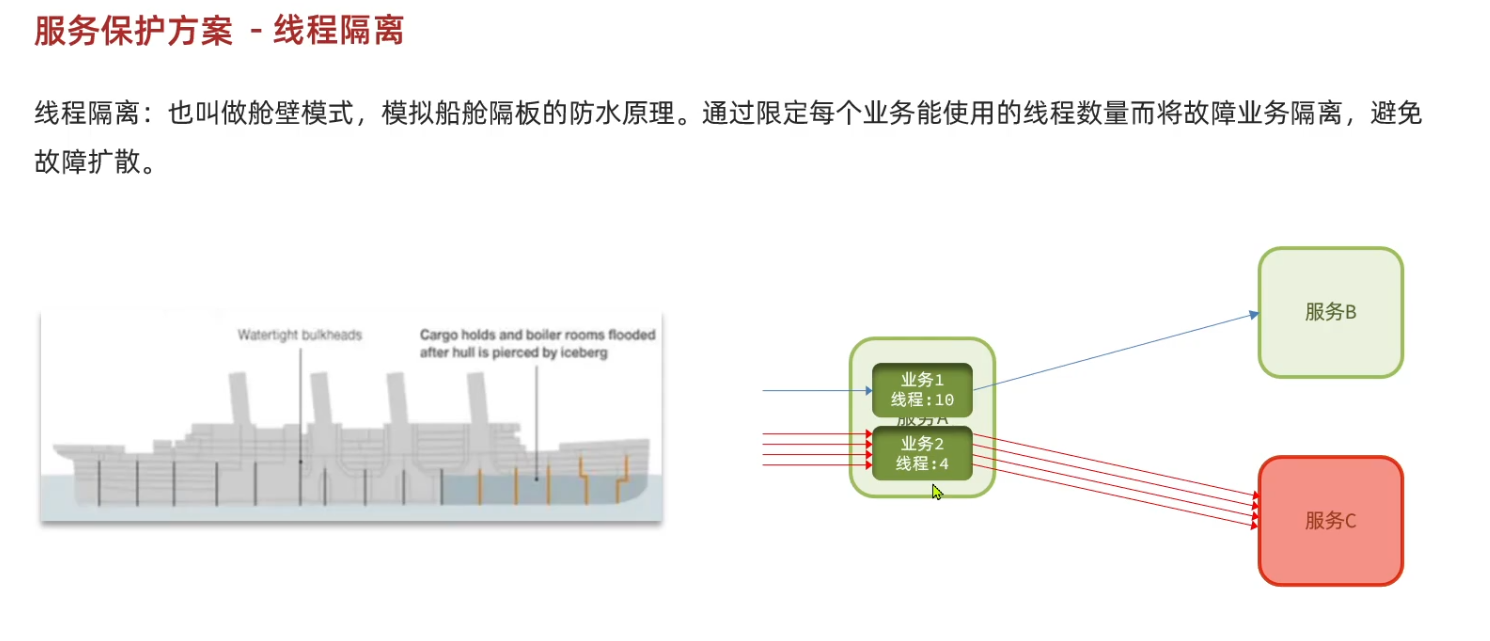 服务保护方案 - 线程隔离
线程隔离：也叫做舱壁模式，模拟船舱隔板的防水原理。通过限定每个业务能使用的线程数量而将故障业务隔离，避免
故障扩散。
Watertight bulkheads
Cargo holds and boiler rooms flooded
after hull is pierced by iceberg
业务1
线程:10
服务A
业务2
线程:4
服务B
服务C